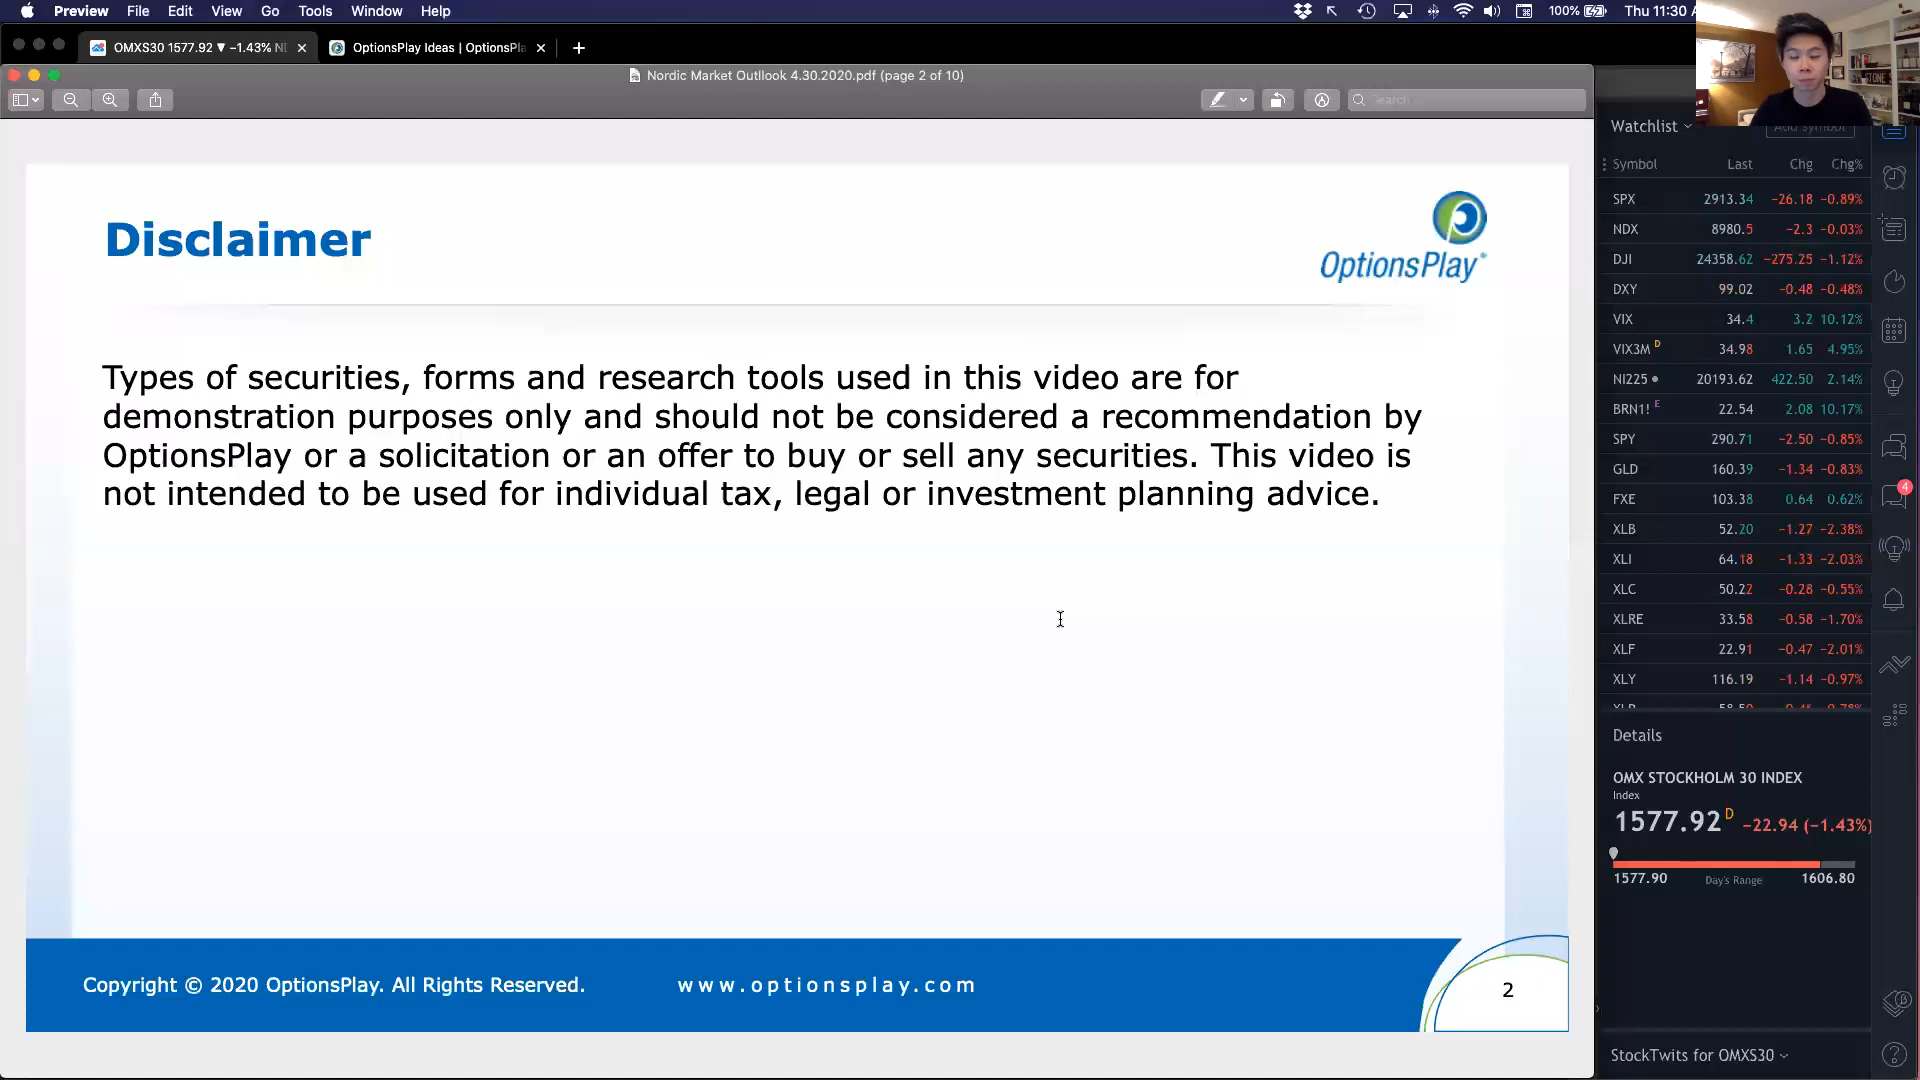 Preview File Edit View Go Tools Window Help
100% Thu 11:30
OMXS30 1577.92 ▼ −1.43%
OptionsPlay Ideas | OptionsPla
Nordic Market Outllook 4.30.2020.pdf (page 2 of 10)
Search
Disclaimer
OptionsPlay
Types of securities, forms and research tools used in this video are for
demonstration purposes only and should not be considered a recommendation by
OptionsPlay or a solicitation or an offer to buy or sell any securities. This video is
not intended to be used for individual tax, legal or investment planning advice.
Copyright © 2020 OptionsPlay. All Rights Reserved. www.optionsplay.com
2
Watchlist
Add symbol
Symbol Last Chg Chg%
SPX 2913.34 −26.18 −0.89%
NDX 8980.5 −2.3 −0.03%
DJI 24358.62 −275.25 −1.12%
DXY 99.02 −0.48 −0.48%
VIX 34.4 3.2 10.12%
VIX3M D 34.98 1.65 4.95%
NI225 20193.62 422.50 2.14%
BRN1! E 22.54 2.08 10.17%
SPY 290.71 −2.50 −0.85%
GLD 160.39 −1.34 −0.83%
FXE 103.38 0.64 0.62%
XLB 52.20 −1.27 −2.38%
XLI 64.18 −1.33 −2.03%
XLC 50.22 −0.28 −0.55%
XLRE 33.58 −0.58 −1.70%
XLF 22.91 −0.47 −2.01%
XLY 116.19 −1.14 −0.97%
4
Details
OMX STOCKHOLM 30 INDEX
Index
1577.92 D −22.94 (−1.43%)
1577.90 Day's Range 1606.80
StockTwits for OMXS30